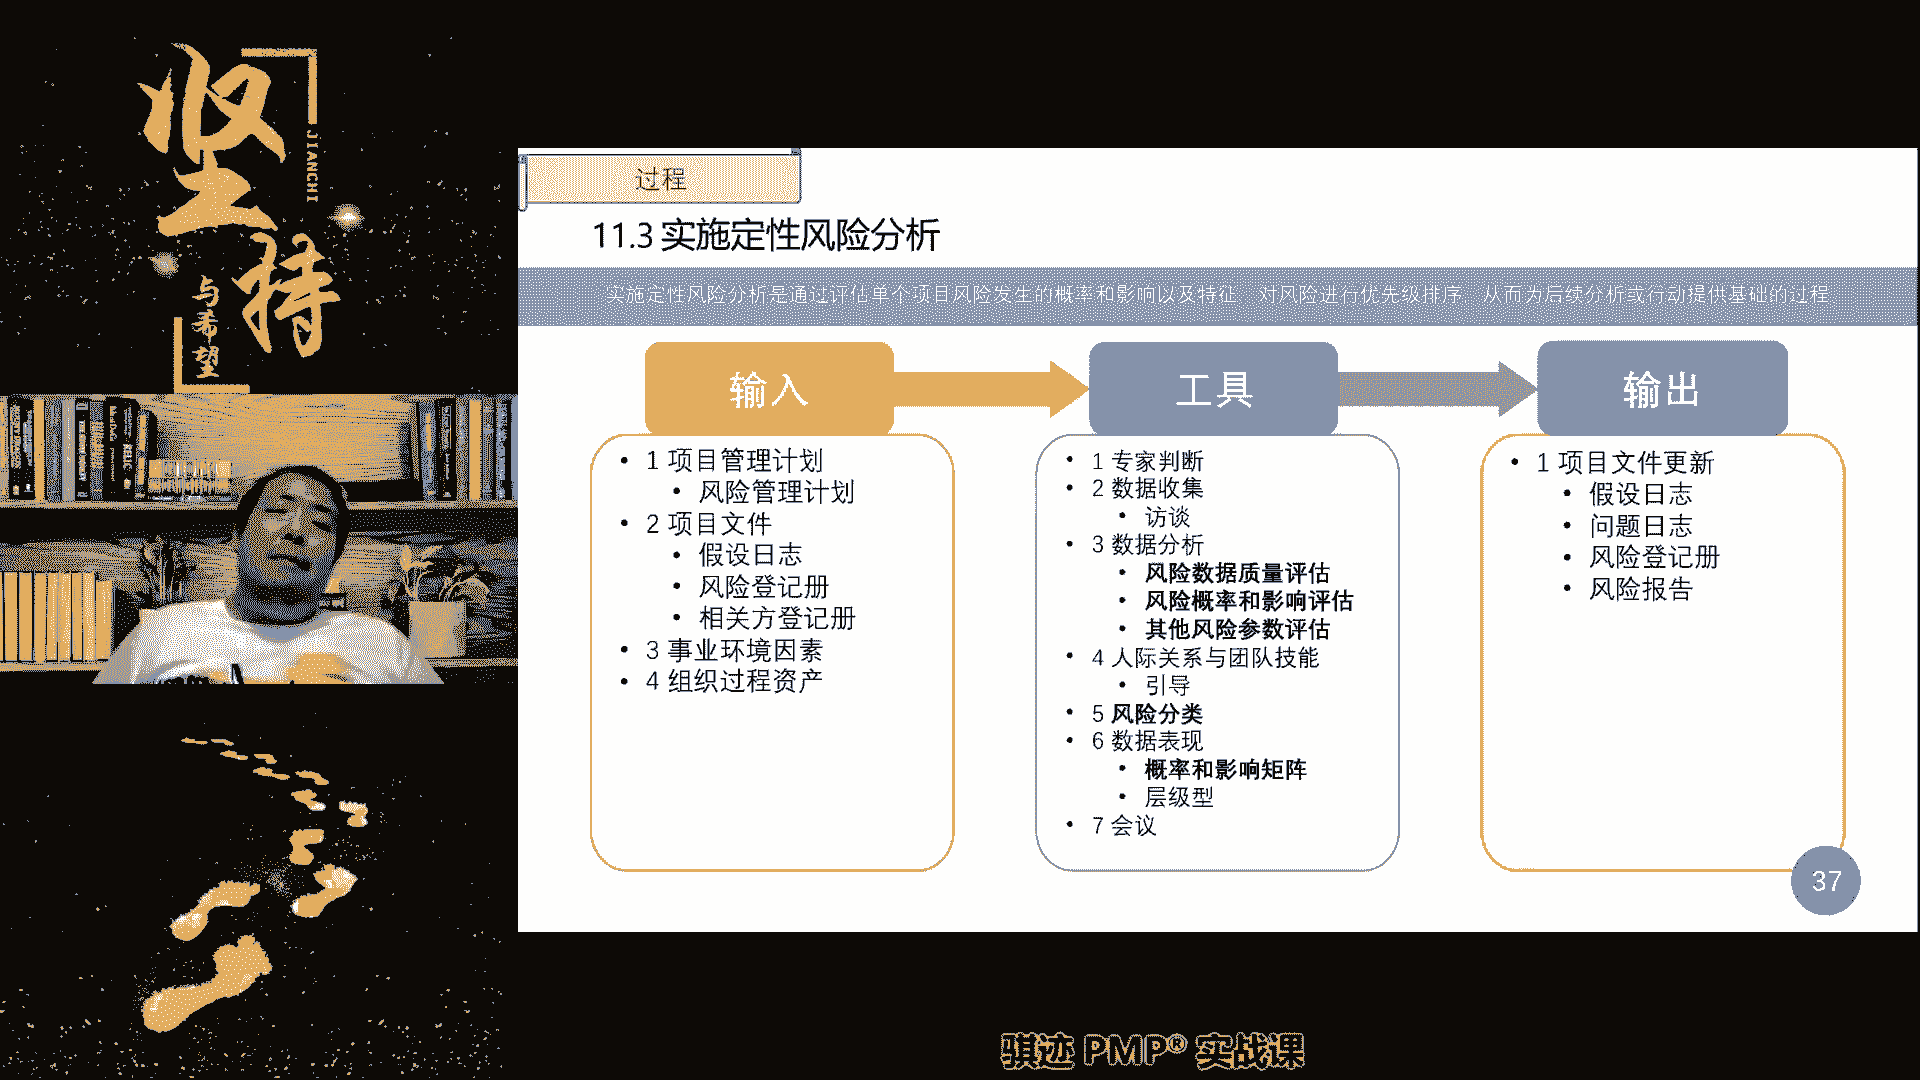 坚
持
JIANCHI
与希望
过程
11.3 实施定性风险分析
实施定性风险分析是通过评估单个项目风险发生的概率和影响以及特征 对风险进行优先级排序 从而为后续分析或行动提供基础的过程
输入
• 1 项目管理计划
• 风险管理计划
• 2 项目文件
• 假设日志
• 风险登记册
• 相关方登记册
• 3 事业环境因素
• 4 组织过程资产
工具
• 1 专家判断
• 2 数据收集
• 访谈
• 3 数据分析
• 风险数据质量评估
• 风险概率和影响评估
• 其他风险参数评估
• 4 人际关系与团队技能
• 引导
• 5 风险分类
• 6 数据表现
• 概率和影响矩阵
• 层级型
• 7 会议
输出
• 1 项目文件更新
• 假设日志
• 问题日志
• 风险登记册
• 风险报告
37
骐迹 PMP® 实战课